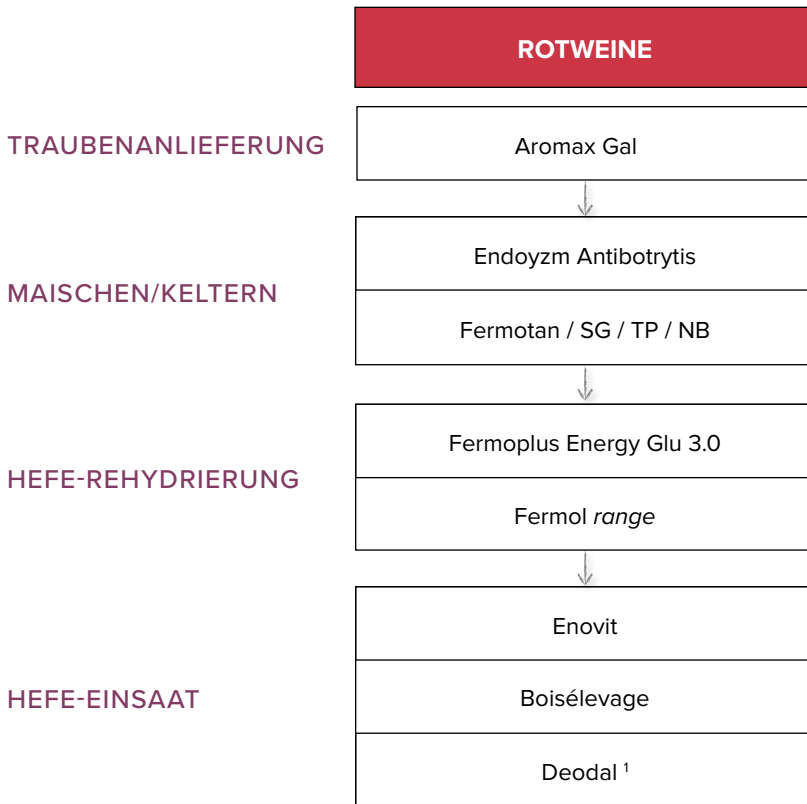 ROTWEINE
TRAUBENANLIEFERUNG
Aromax Gal
MAISCHEN/KELTERN
Endoyzm Antibotrytis
Fermotan / SG / TP / NB
HEFE-REHYDRIERUNG
Fermoplus Energy Glu 3.0
Fermol range
HEFE-EINSAAT
Enovit
Boisélevage
Deodal ¹